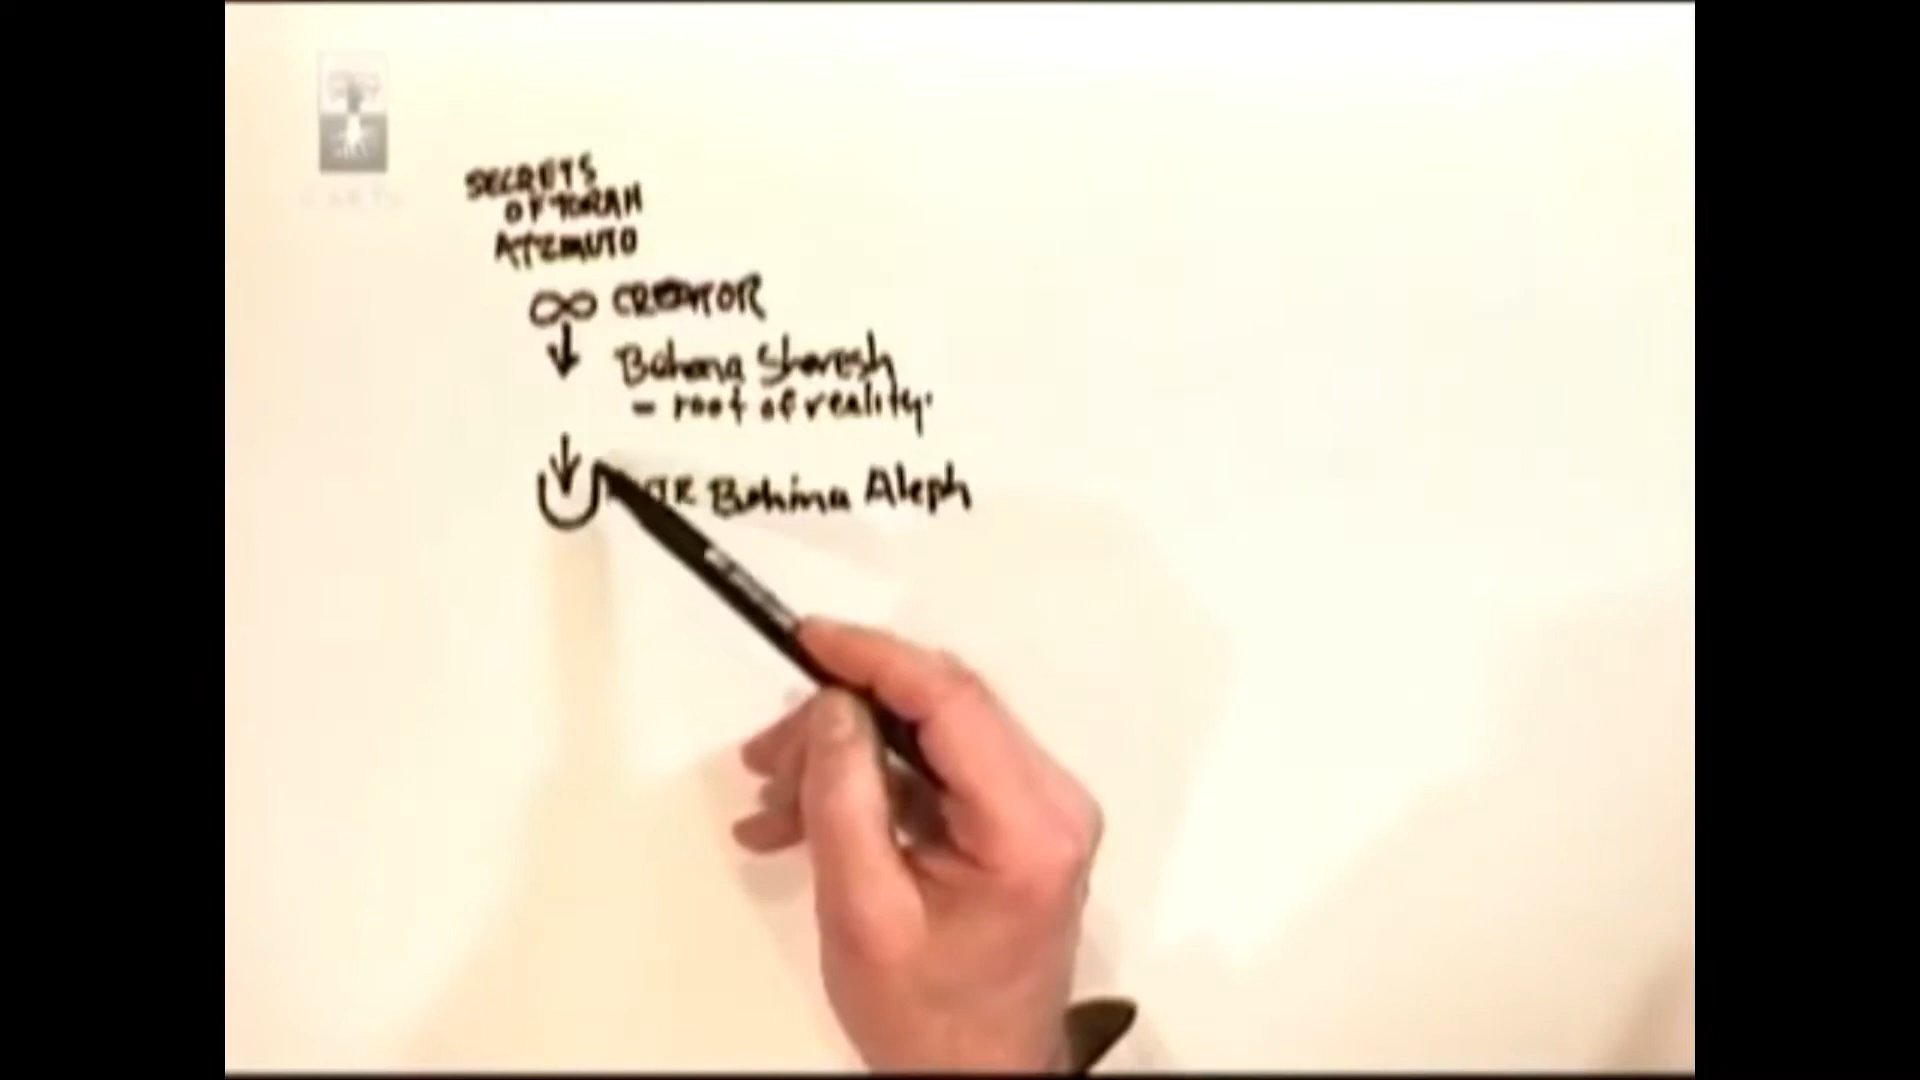 SECRETS
OF TORAH
ATZMUTO
∞ CREATOR
Behina Shoresh
- root of reality.
Behina Aleph